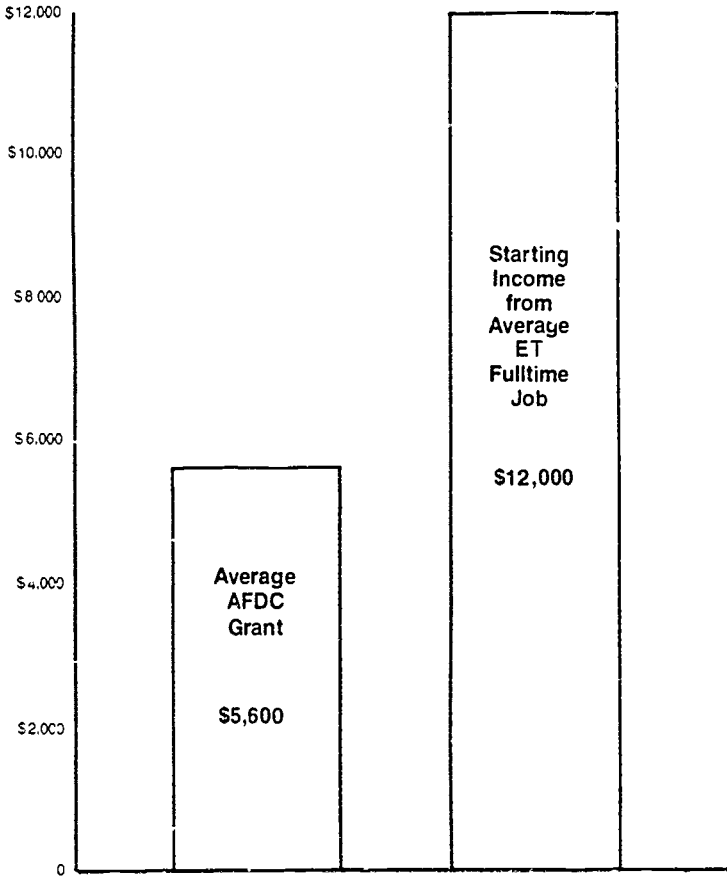 $12.000
$10.000
$8 000
$6.000
$4.000
$2.000
0
Average
AFDC
Grant
$5,600
Starting
Income
from
Average
ET
Fulltime
Job
$12,000